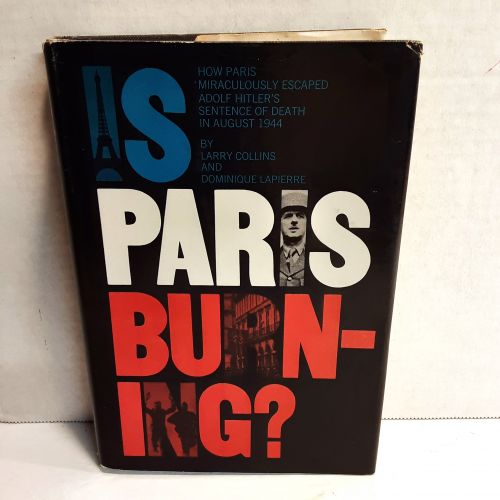 IS
HOW PARIS
MIRACULOUSLY ESCAPED
ADOLF HITLER'S
SENTENCE OF DEATH
IN AUGUST 1944
BY
LARRY COLLINS
AND
DOMINIQUE LAPIERRE
PARIS
BURN-
ING?